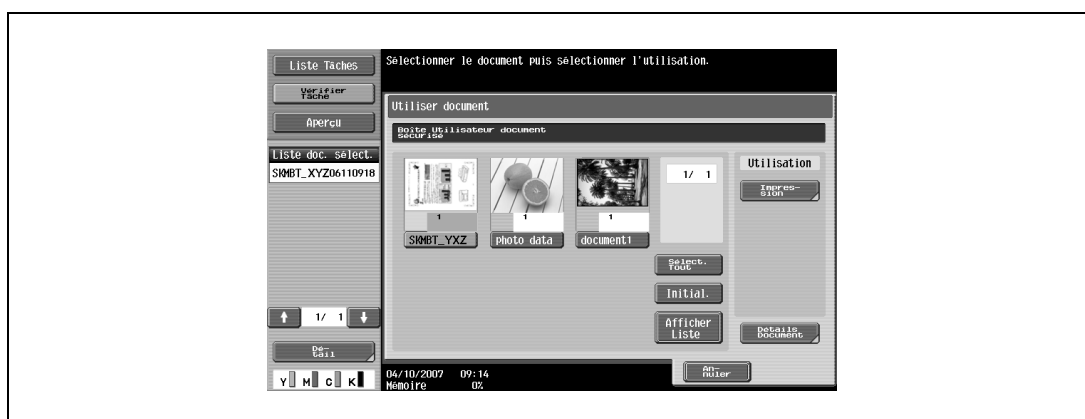 Liste Tâches
Vérifier
Tâche
Aperçu
Liste doc. sélect.
SKMBT_XYZ06110918
1/ 1
Dé-
tail
Y M C K
Sélectionner le document puis sélectionner l'utilisation.
Utiliser document
Boîte Utilisateur document
sécurisé
1
1
1
SKMBT_YXZ
photo data
document1
1/ 1
Sélect.
Tout
Initial.
Afficher
Liste
Utilisation
Impres-
sion
Détails
Document
04/10/2007 09:14
Mémoire 0%
An-
nuler